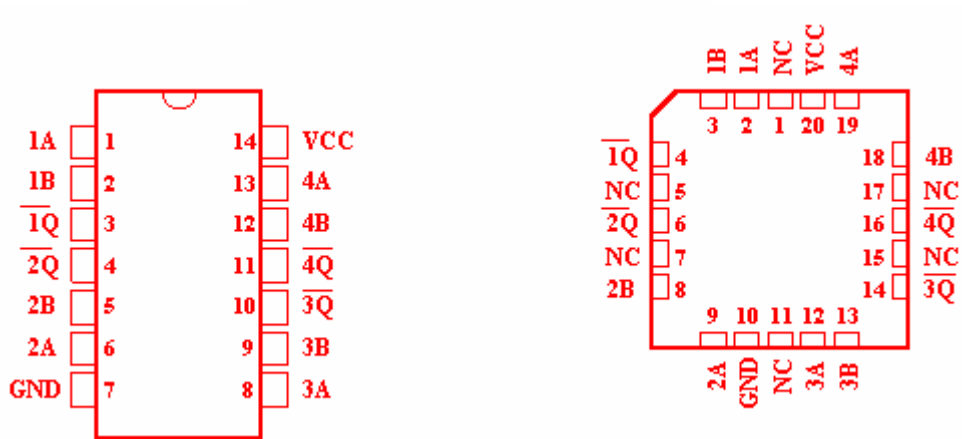 1A 1 14 VCC
1B 2 13 4A
1Q̅ 3 12 4B
2Q̅ 4 11 4Q̅
2B 5 10 3Q̅
2A 6 9 3B
GND 7 8 3A
1B 1A NC VCC 4A
3 2 1 20 19
1Q̅ 4 18 4B
NC 5 17 NC
2Q̅ 6 16 4Q̅
NC 7 15 NC
2B 8 14 3Q̅
9 10 11 12 13
2A GND NC 3A 3B